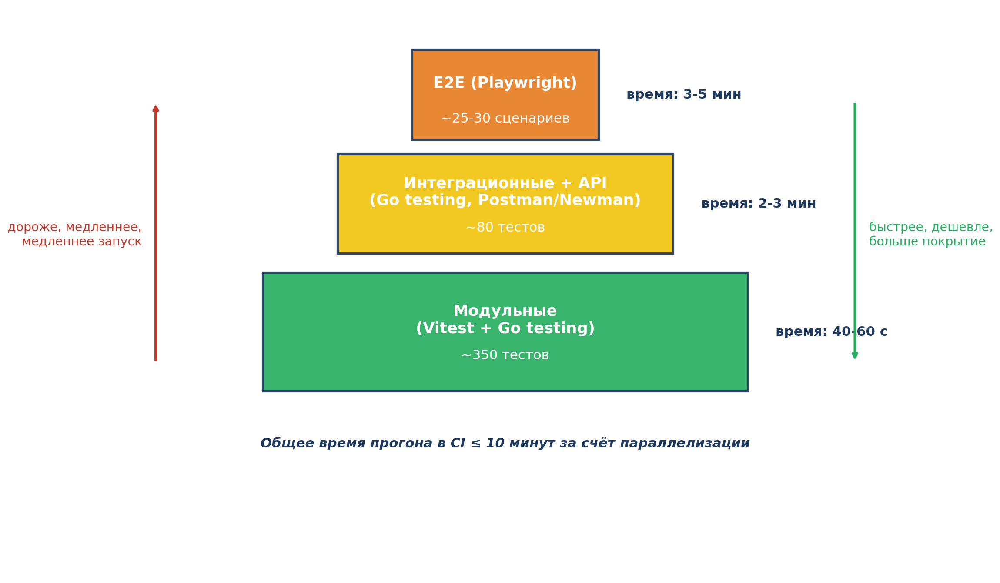 E2E (Playwright)
~25-30 сценариев
время: 3-5 мин
Интеграционные + API
(Go testing, Postman/Newman)
~80 тестов
время: 2-3 мин
дороже, медленнее,
медленнее запуск
быстрее, дешевле,
больше покрытие
Модульные
(Vitest + Go testing)
~350 тестов
время: 40-60 с
Общее время прогона в CI ≤ 10 минут за счёт параллелизации